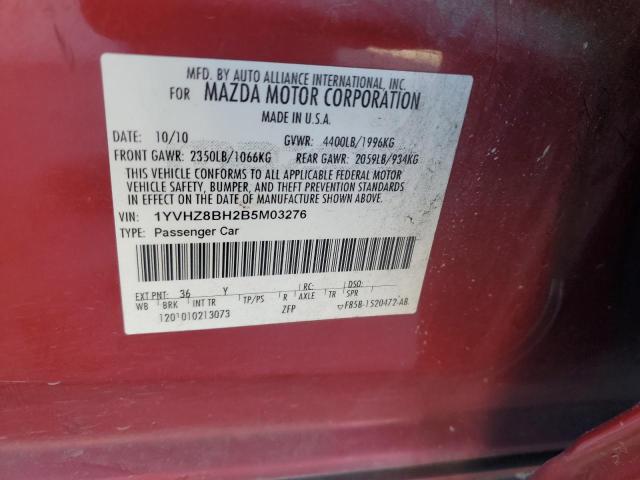 MFD. BY AUTO ALLIANCE INTERNATIONAL, INC.
FOR MAZDA MOTOR CORPORATION
MADE IN U.S.A.
DATE: 10/10 GVWR: 4400LB/1996KG
FRONT GAWR: 2350LB/1066KG REAR GAWR: 2059LB/934KG
THIS VEHICLE CONFORMS TO ALL APPLICABLE FEDERAL MOTOR
VEHICLE SAFETY, BUMPER, AND THEFT PREVENTION STANDARDS
IN EFFECT ON THE DATE OF MANUFACTURE SHOWN ABOVE.
VIN: 1YVHZ8BH2B5M03276
TYPE: Passenger Car
EXT PNT: 36 Y RC: DSO:
WB BRK INT TR TP/PS R AXLE TR SPR
1201010213073 ZFP F85B-1520472-AB